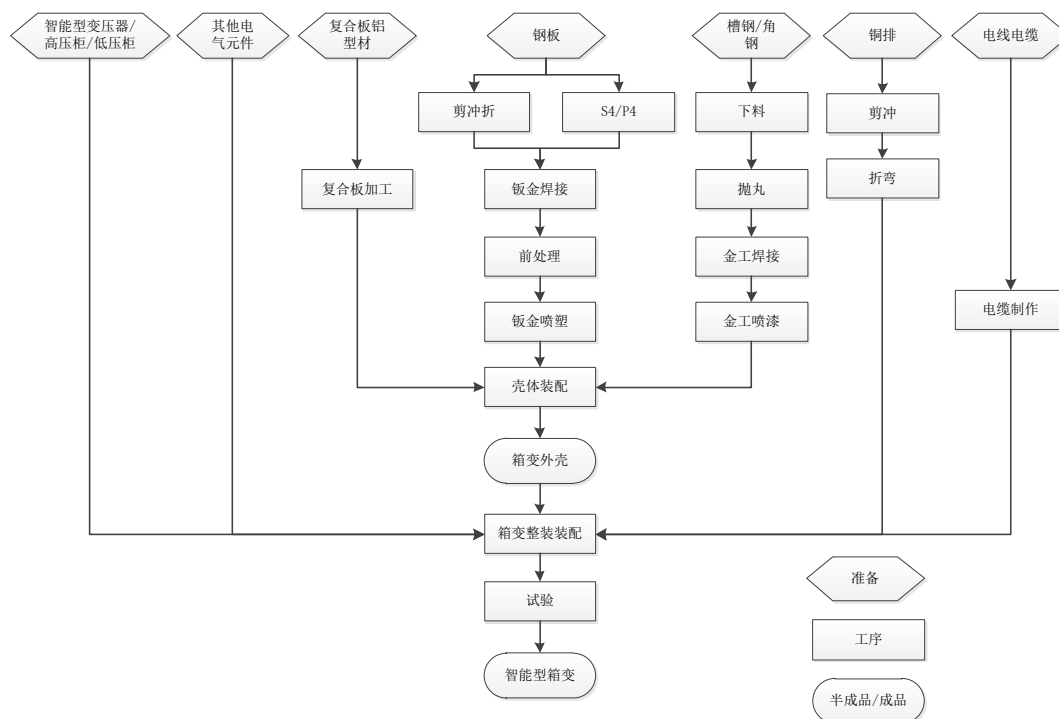 智能型变压器/
高压柜/低压柜
其他电
气元件
复合板铝
型材
钢板
槽钢/角
钢
铜排
电线电缆
剪冲折
S4/P4
下料
剪冲
复合板加工
钣金焊接
抛丸
折弯
前处理
金工焊接
钣金喷塑
金工喷漆
电缆制作
壳体装配
箱变外壳
箱变整装装配
试验
智能型箱变
准备
工序
半成品/成品